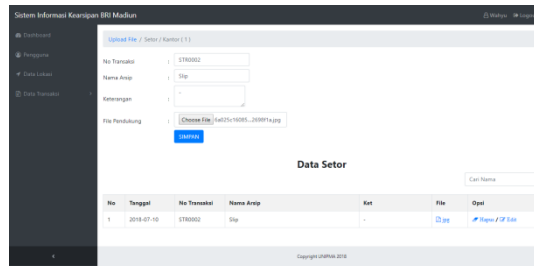 Sistem Informasi Kearsipan BRI Madiun
Wahyu Logout
Dashboard
Pengguna
Data Lokasi
Data Transaksi
Upload File / Setor / Kantor ( 1 )
No Transaksi : STR0002
Nama Arsip : Slip
Keterangan : -
File Pendukung : Choose File
SIMPAN
Data Setor
Cari Nama
No Tanggal No Transaksi Nama Arsip Ket File Opsi
1 2018-07-10 STR0002 Slip - jpg Hapus / Edit
Copyright UNIPMA 2018